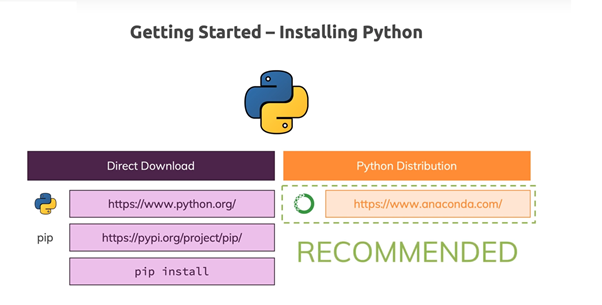 Getting Started – Installing Python
Direct Download
Python Distribution
https://www.python.org/
https://www.anaconda.com/
pip
https://pypi.org/project/pip/
RECOMMENDED
pip install